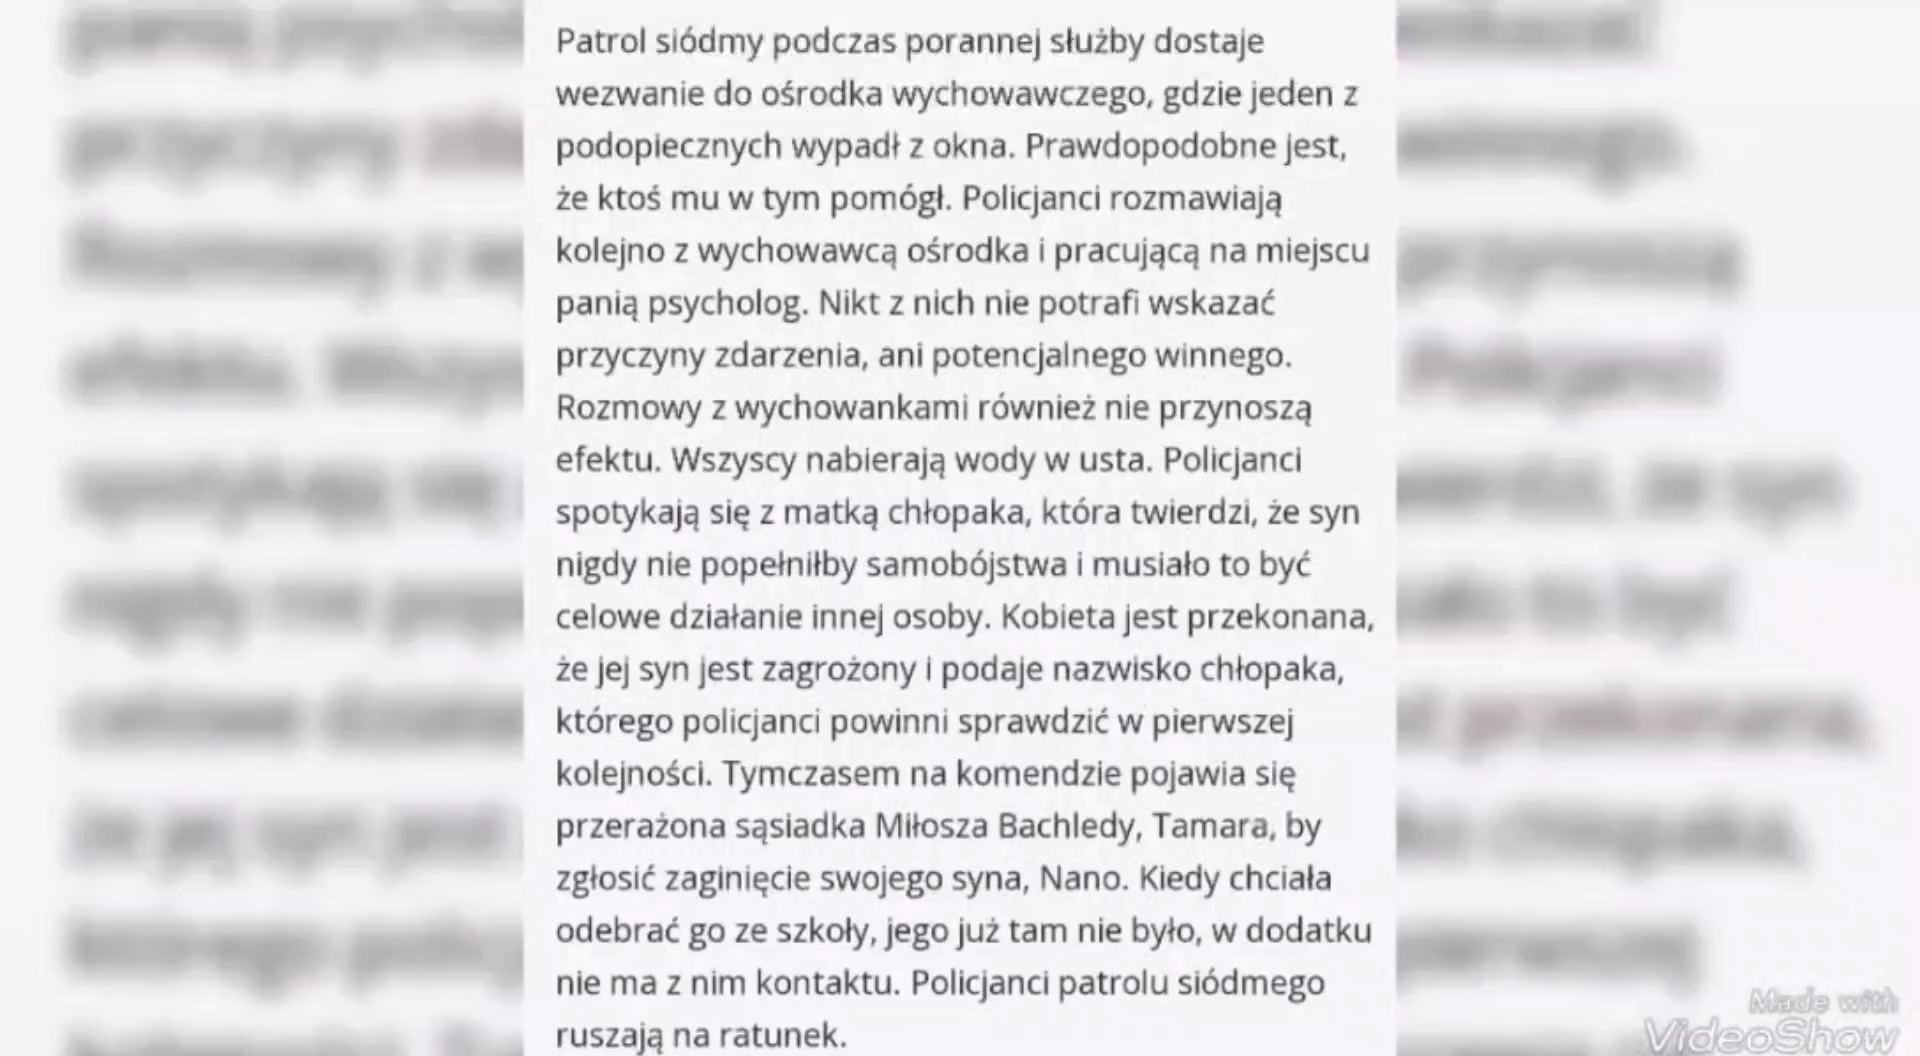 Patrol siódmy podczas porannej służby dostaje
wezwanie do ośrodka wychowawczego, gdzie jeden z
podopiecznych wypadł z okna. Prawdopodobne jest,
że ktoś mu w tym pomógł. Policjanci rozmawiają
kolejno z wychowawcą ośrodka i pracującą na miejscu
panią psycholog. Nikt z nich nie potrafi wskazać
przyczyny zdarzenia, ani potencjalnego winnego.
Rozmowy z wychowankami również nie przynoszą
efektu. Wszyscy nabierają wody w usta. Policjanci
spotykają się z matką chłopaka, która twierdzi, że syn
nigdy nie popełniłby samobójstwa i musiało to być
celowe działanie innej osoby. Kobieta jest przekonana,
że jej syn jest zagrożony i podaje nazwisko chłopaka,
którego policjanci powinni sprawdzić w pierwszej
kolejności. Tymczasem na komendzie pojawia się
przerażona sąsiadka Miłosza Bachledy, Tamara, by
zgłosić zaginięcie swojego syna, Nano. Kiedy chciała
odebrać go ze szkoły, jego już tam nie było, w dodatku
nie ma z nim kontaktu. Policjanci patrolu siódmego
ruszają na ratunek.
Made with
VideoShow